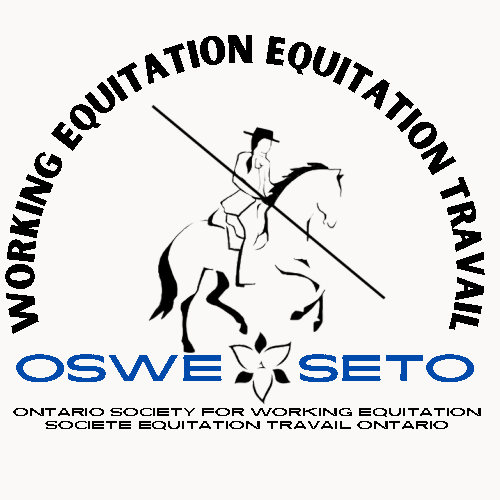 WORKING EQUITATION EQUITATION TRAVAIL
OSWE SETO
ONTARIO SOCIETY FOR WORKING EQUITATION
SOCIETE EQUITATION TRAVAIL ONTARIO